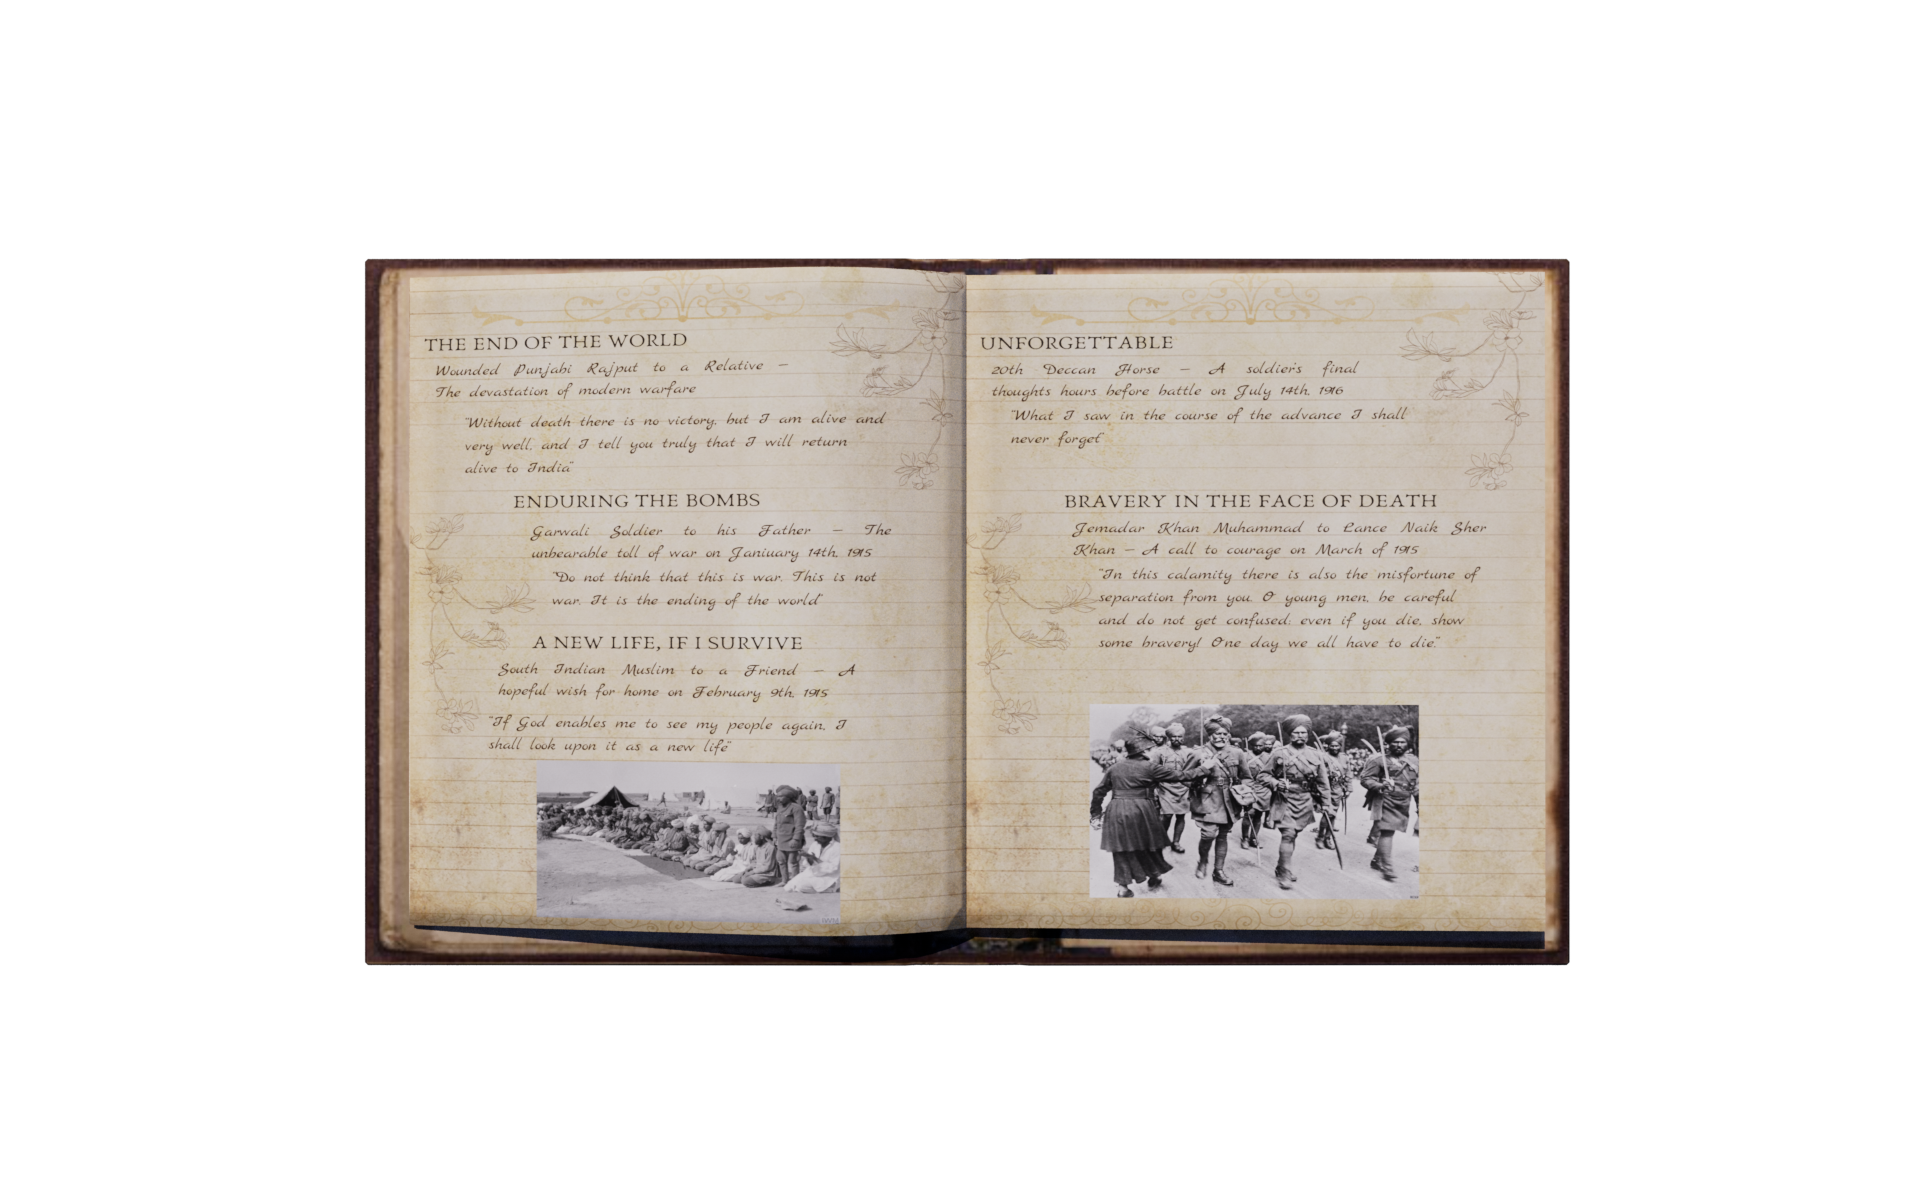 THE END OF THE WORLD
Wounded Punjabi Rajput to a Relative –
The devastation of modern warfare
"Without death there is no victory, but I am alive and
very well, and I tell you truly that I will return
alive to India"
ENDURING THE BOMBS
Garwali Soldier to his Father – The
unbearable toll of war on Janiuary 14th, 1915
"Do not think that this is war. This is not
war. It is the ending of the world"
A NEW LIFE, IF I SURVIVE
South Indian Muslim to a Friend – A
hopeful wish for home on February 9th, 1915
"If God enables me to see my people again, I
shall look upon it as a new life"
UNFORGETTABLE
20th Deccan Horse – A soldier's final
thoughts hours before battle on July 14th, 1916
"What I saw in the course of the advance I shall
never forget"
BRAVERY IN THE FACE OF DEATH
Jemadar Khan Muhammad to Lance Naik Sher
Khan – A call to courage on March of 1915
"In this calamity there is also the misfortune of
separation from you. O young men, be careful
and do not get confused; even if you die, show
some bravery! One day we all have to die."